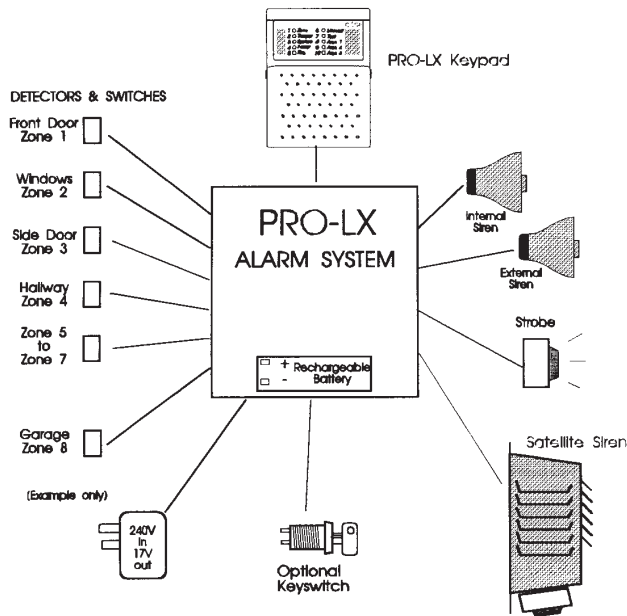 PRO-LX Keypad
DETECTORS & SWITCHES
Front Door
Zone 1
Windows
Zone 2
Side Door
Zone 3
Hallway
Zone 4
Zone 5
to
Zone 7
Garage
Zone 8
(Example only)
PRO-LX
ALARM SYSTEM
+ Rechargeable
- Battery
Internal
Siren
External
Siren
Strobe
Satellite Siren
240V
in
17V
out
Optional
Keyswitch